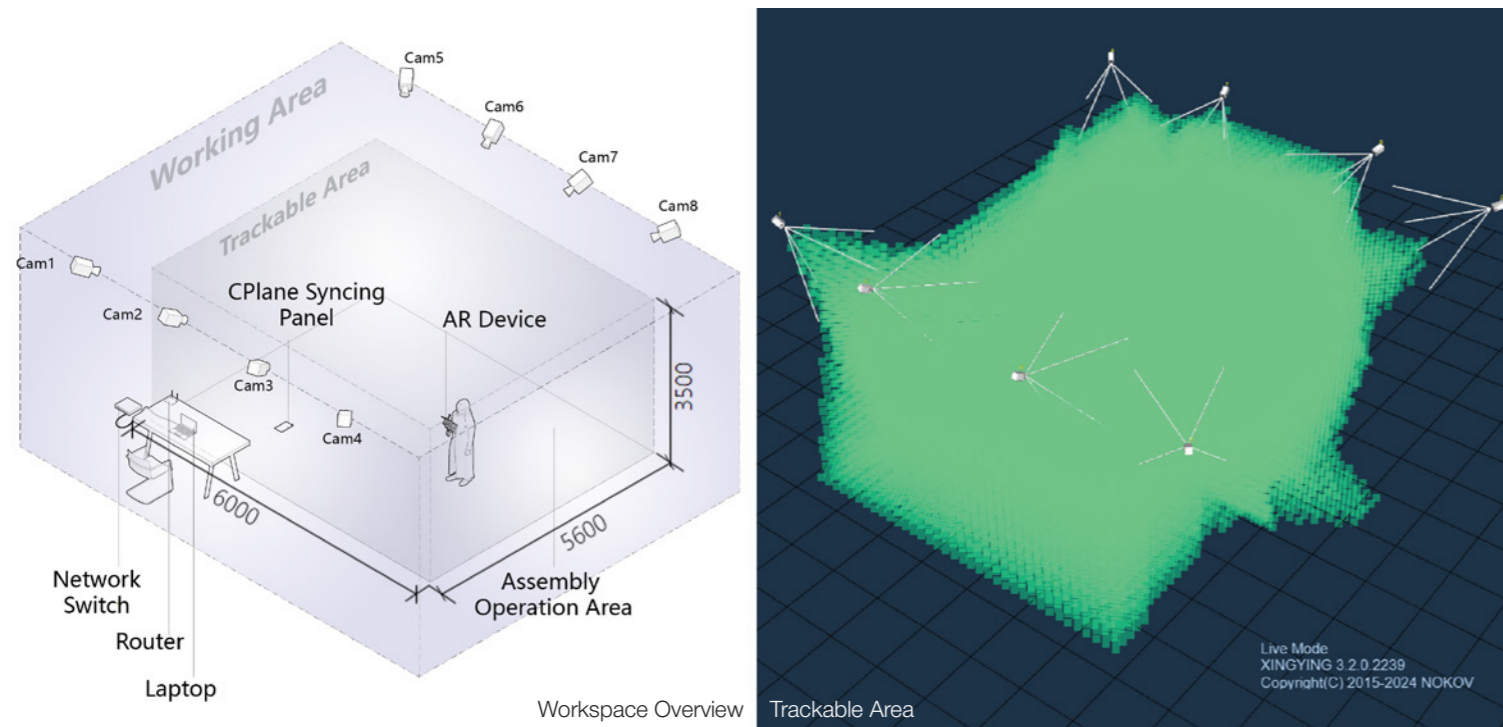 Cam5
Working Area
Cam6
Trackable Area
Cam7
Cam8
Cam1
CPlane Syncing
Panel
AR Device
Cam2
3500
Cam3
Cam4
6000
5600
Network
Switch
Assembly
Operation Area
Router
Laptop
Workspace Overview
Live Mode
XINGYING 3.2.0.2239
Copyright(C) 2015-2024 NOKOV
Trackable Area